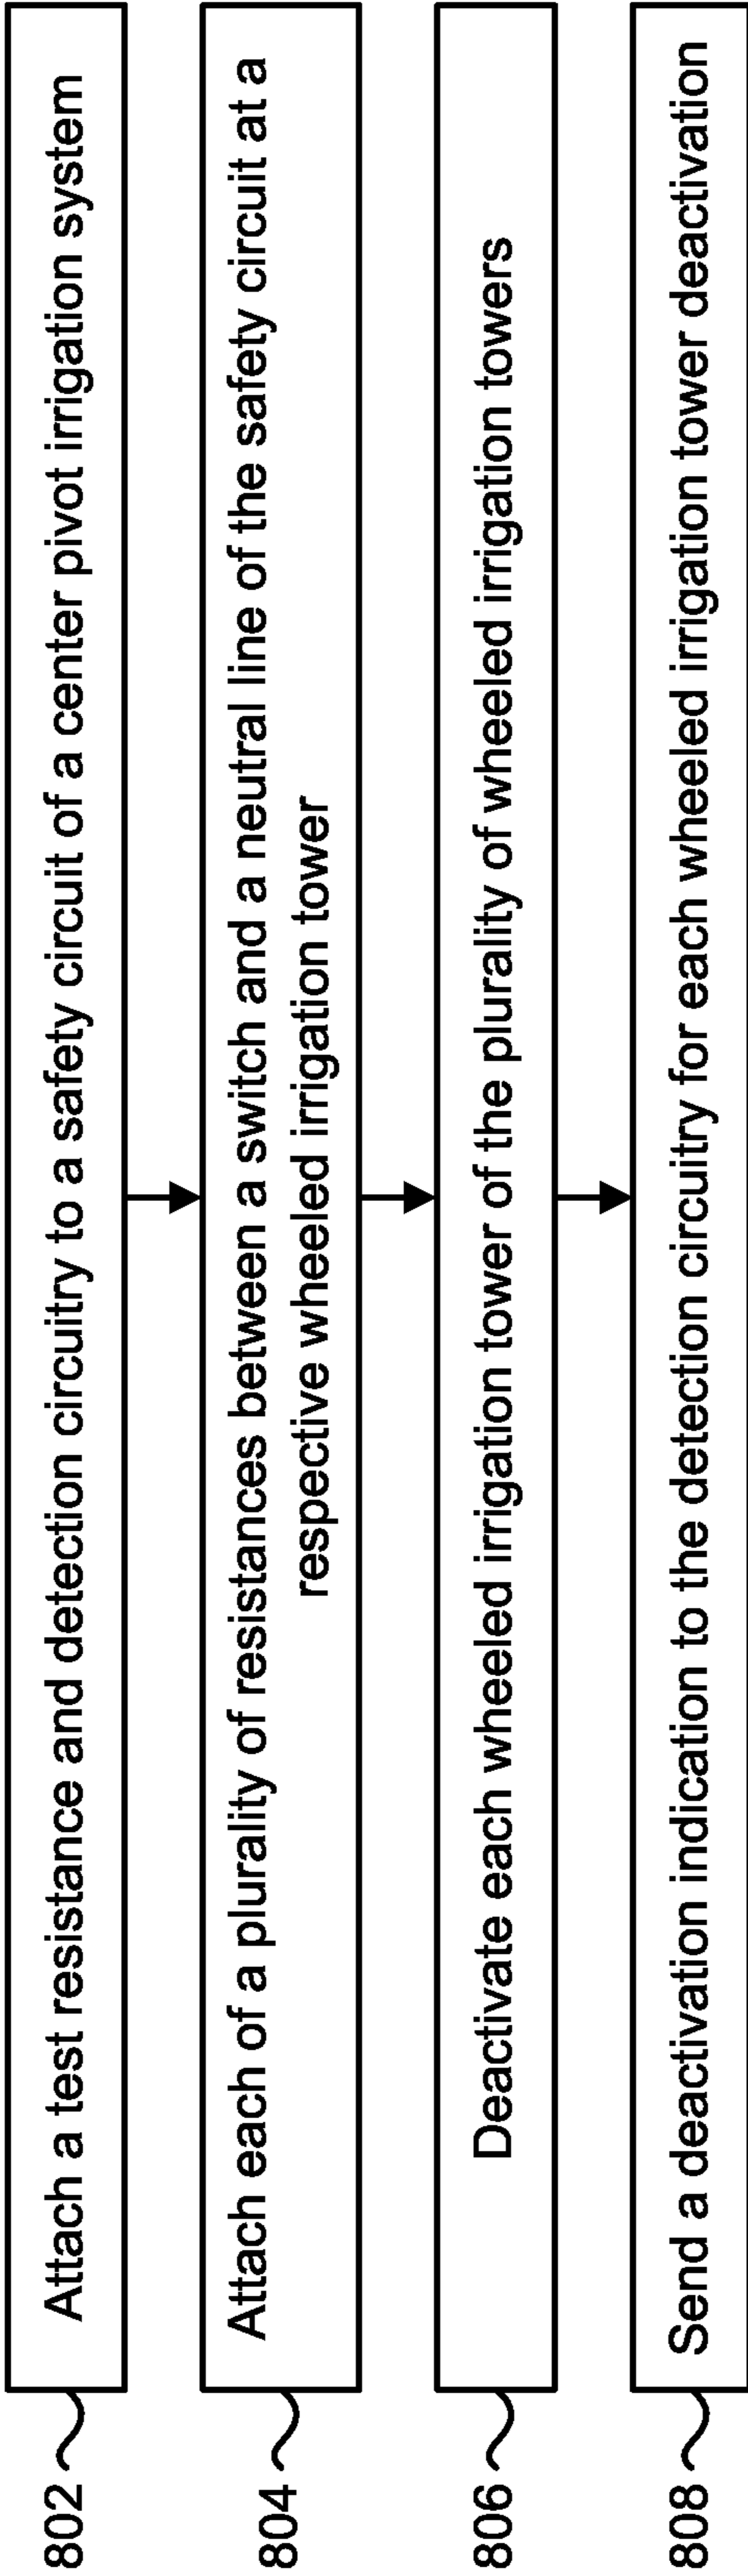 802
Attach a test resistance and detection circuitry to a safety circuit of a center pivot irrigation system
804
Attach each of a plurality of resistances between a switch and a neutral line of the safety circuit at a
respective wheeled irrigation tower
806
Deactivate each wheeled irrigation tower of the plurality of wheeled irrigation towers
808
Send a deactivation indication to the detection circuitry for each wheeled irrigation tower deactivation